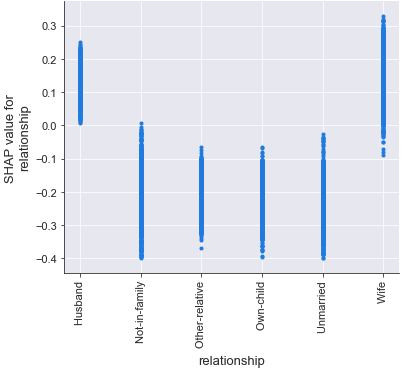 0.3
0.2
0.1
0.0
−0.1
−0.2
−0.3
−0.4
SHAP value for
relationship
Husband
Not-in-family
Other-relative
Own-child
Unmarried
Wife
relationship